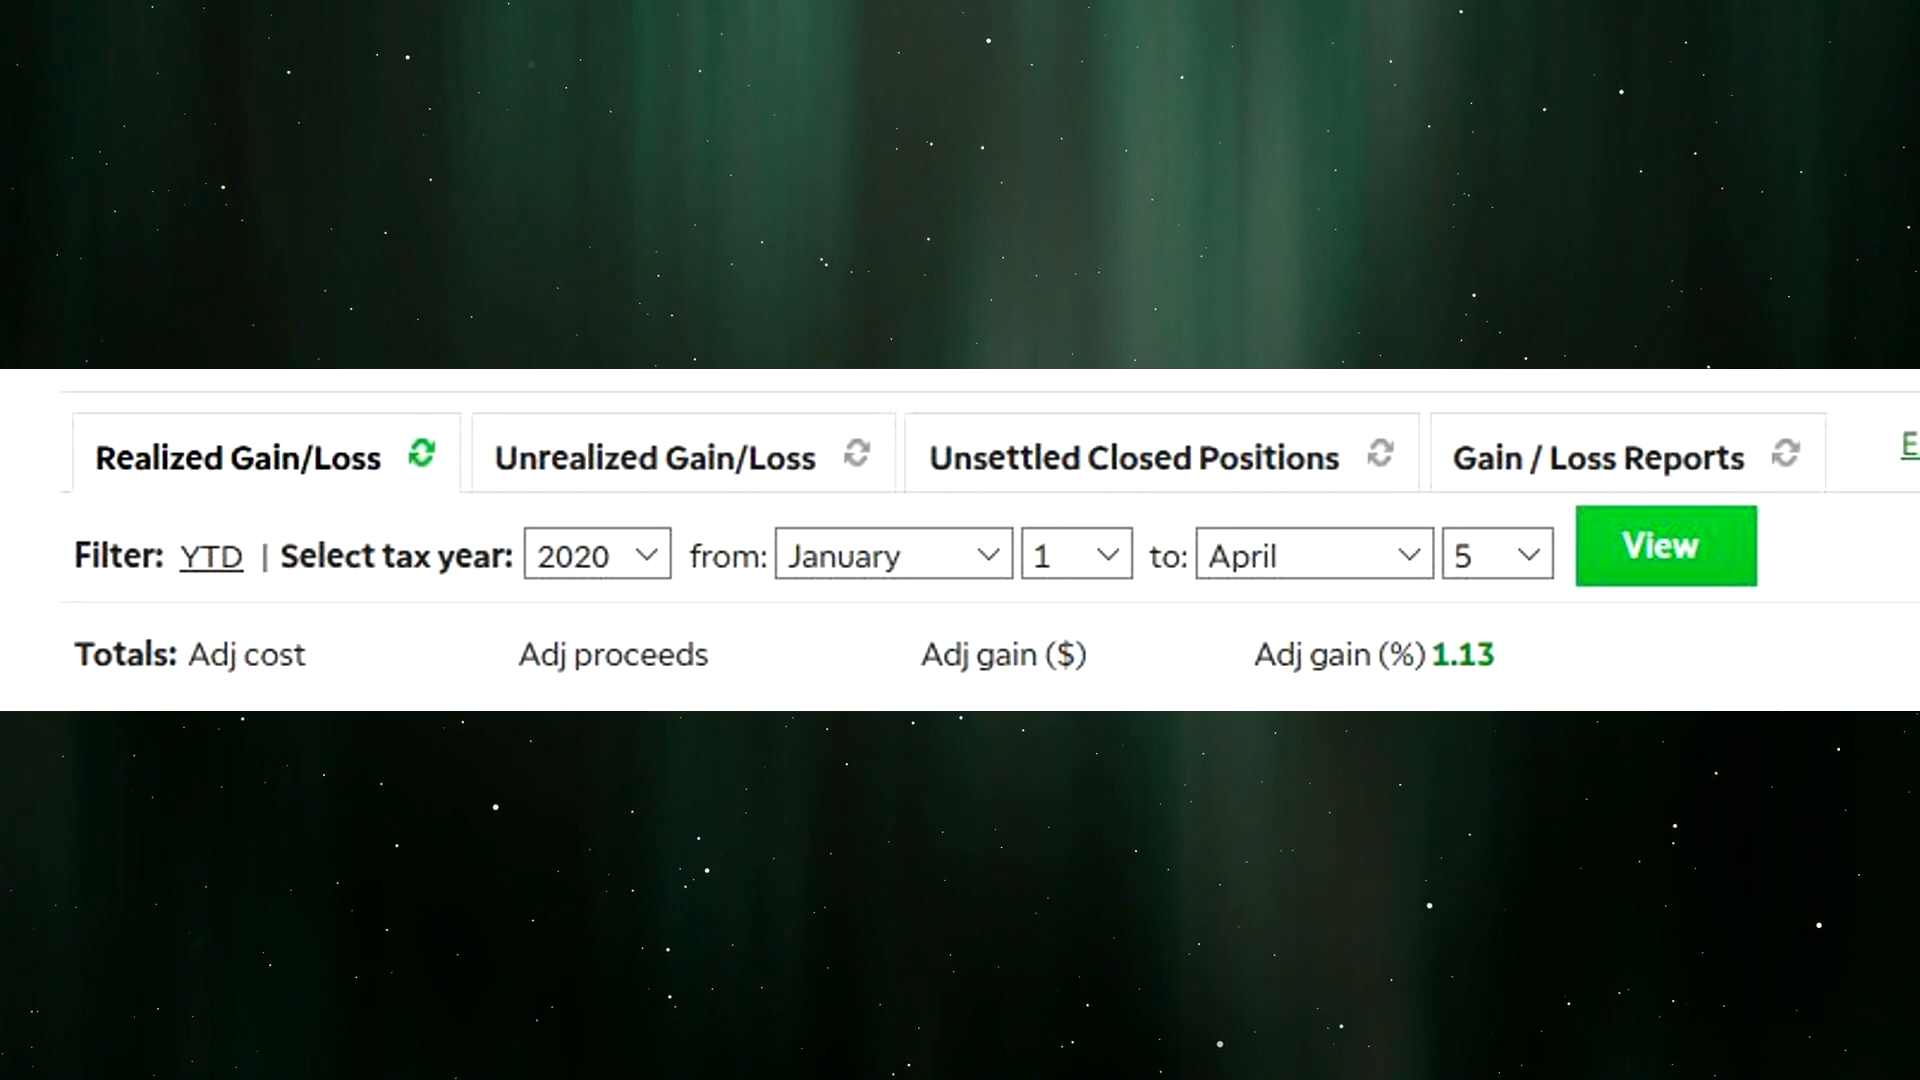 Realized Gain/Loss Unrealized Gain/Loss Unsettled Closed Positions Gain / Loss Reports E
Filter: YTD | Select tax year: 2020 from: January 1 to: April 5 View
Totals: Adj cost Adj proceeds Adj gain ($) Adj gain (%) 1.13